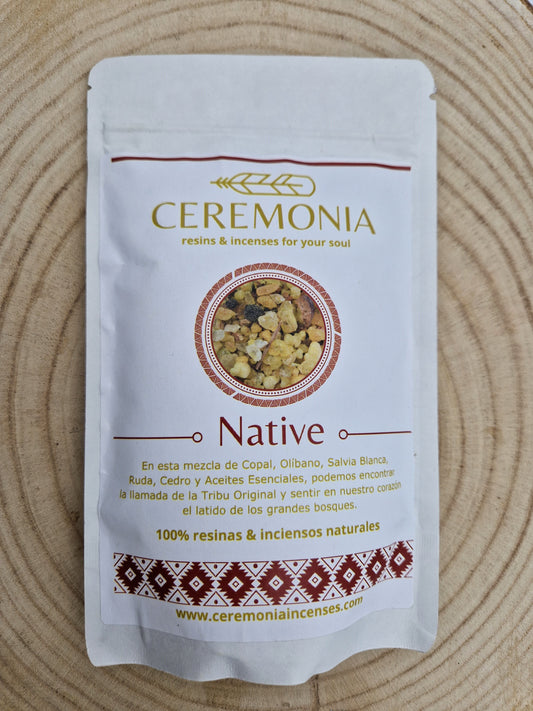 CEREMONIA
resins & incenses for your soul
Native
En esta mezcla de Copal, Olíbano, Salvia Blanca,
Ruda, Cedro y Aceites Esenciales, podemos encontrar
la llamada de la Tribu Original y sentir en nuestro corazón
el latido de los grandes bosques.
100% resinas & inciensos naturales
www.ceremoniaincenses.com